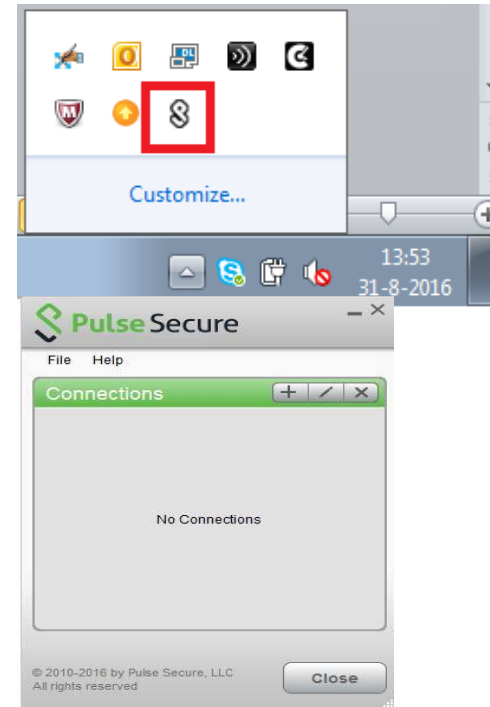 DL
Customize...
13:53
31-8-2016
Pulse Secure
File Help
Connections
No Connections
© 2010-2016 by Pulse Secure, LLC
All rights reserved
Close